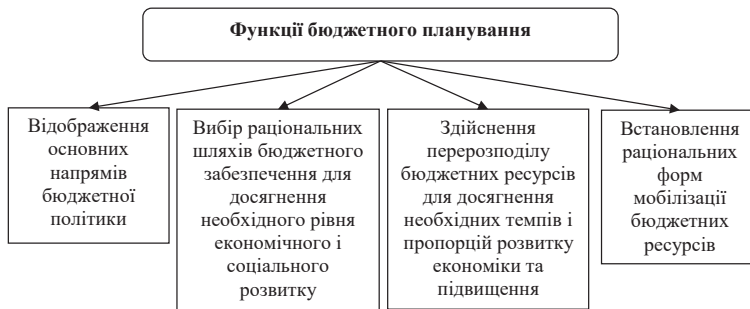 Функції бюджетного планування
Відображення
основних
напрямів
бюджетної
політики
Вибір раціональних
шляхів бюджетного
забезпечення для
досягнення
необхідного рівня
економічного і
соціального
розвитку
Здійснення
перерозподілу
бюджетних ресурсів
для досягнення
необхідних темпів і
пропорцій розвитку
економіки та
підвищення
Встановлення
раціональних
форм
мобілізації
бюджетних
ресурсів